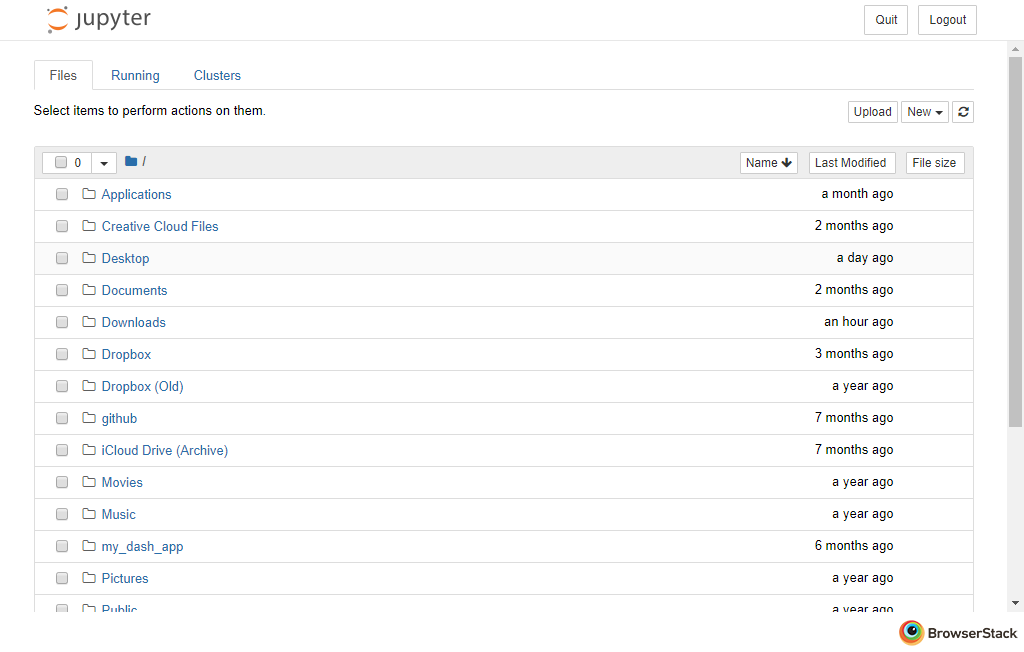 jupyter Quit Logout
Files Running Clusters
Select items to perform actions on them. Upload New
0 / Name Last Modified File size
Applications a month ago
Creative Cloud Files 2 months ago
Desktop a day ago
Documents 2 months ago
Downloads an hour ago
Dropbox 3 months ago
Dropbox (Old) a year ago
github 7 months ago
iCloud Drive (Archive) 7 months ago
Movies a year ago
Music a year ago
my_dash_app 6 months ago
Pictures a year ago
Public a year ago
BrowserStack